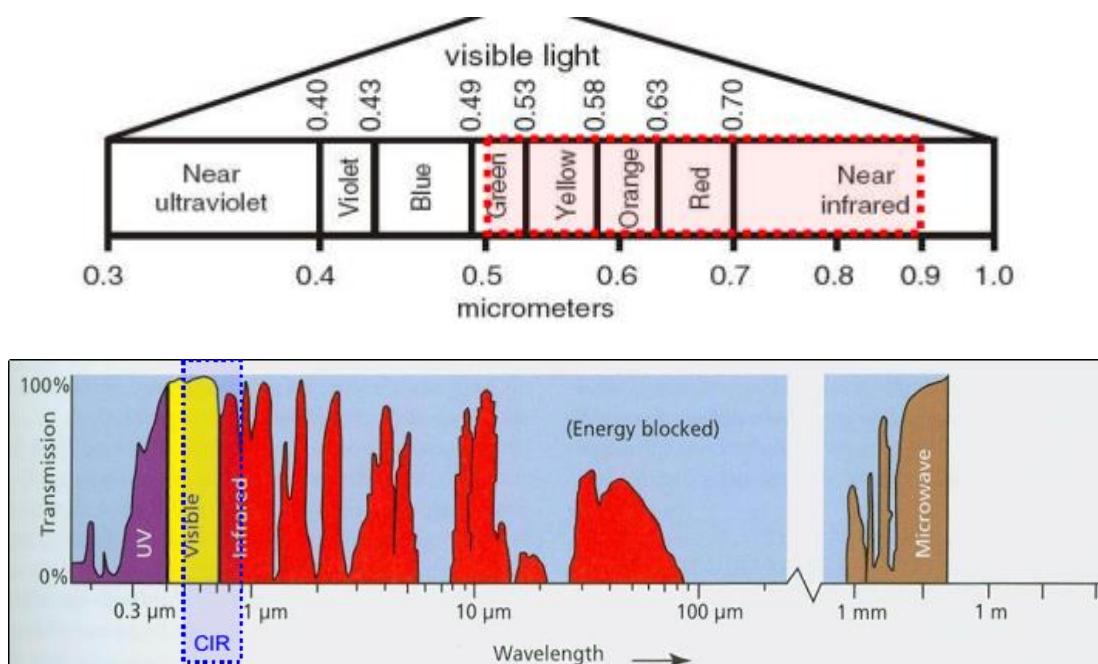 visible light
0.40 0.43 0.49 0.53 0.58 0.63 0.70
Near ultraviolet Violet Blue Green Yellow Orange Red Near infrared
0.3 0.4 0.5 0.6 0.7 0.8 0.9 1.0
micrometers
100%
Transmission
0%
UV
Visible
Infrared
(Energy blocked)
Microwave
0.3 µm 1 µm 10 µm 100 µm 1 mm 1 m
CIR
Wavelength